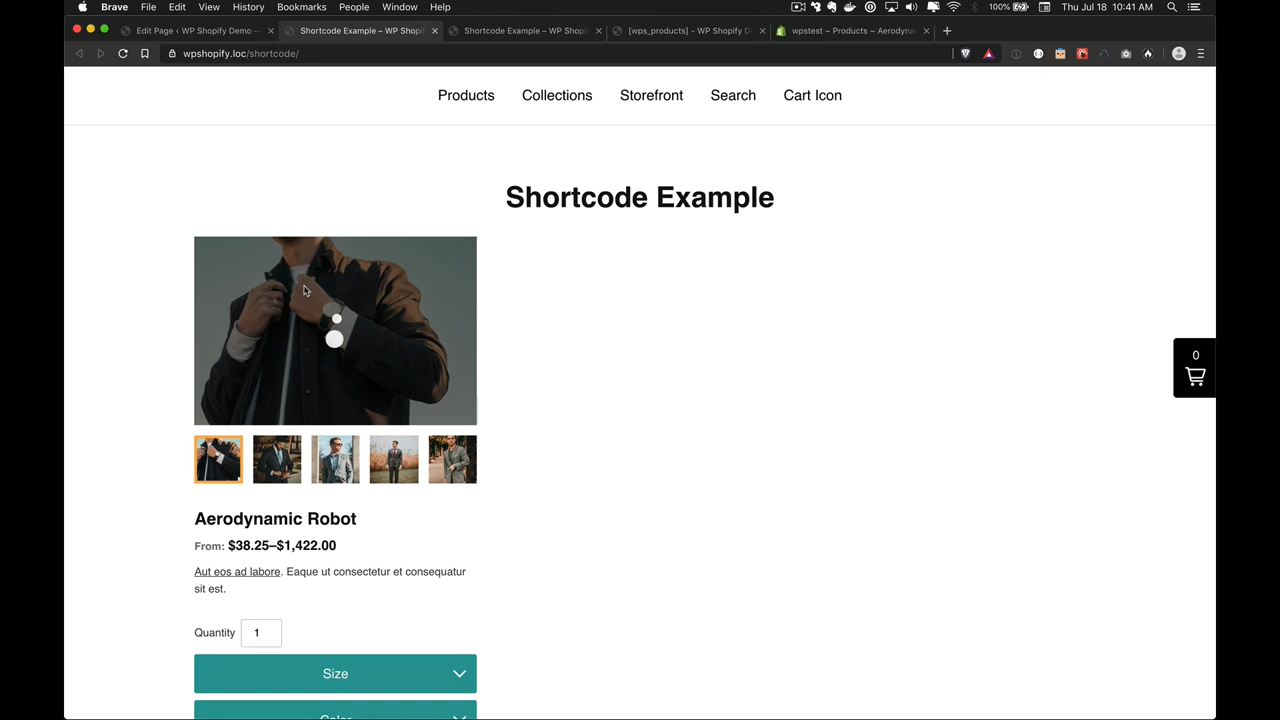 Brave File Edit View History Bookmarks People Window Help 100% Thu Jul 18 10:41 AM
Edit Page ‹ WP Shopify Demo — Shortcode Example – WP Shopif Shortcode Example – WP Shopif [wps_products] - WP Shopify D wpstest ~ Products ~ Aerodyna
wpshopify.loc/shortcode/
Products Collections Storefront Search Cart Icon
Shortcode Example
0
Aerodynamic Robot
From: $38.25–$1,422.00
Aut eos ad labore. Eaque ut consectetur et consequatur
sit est.
Quantity 1
Size
Color